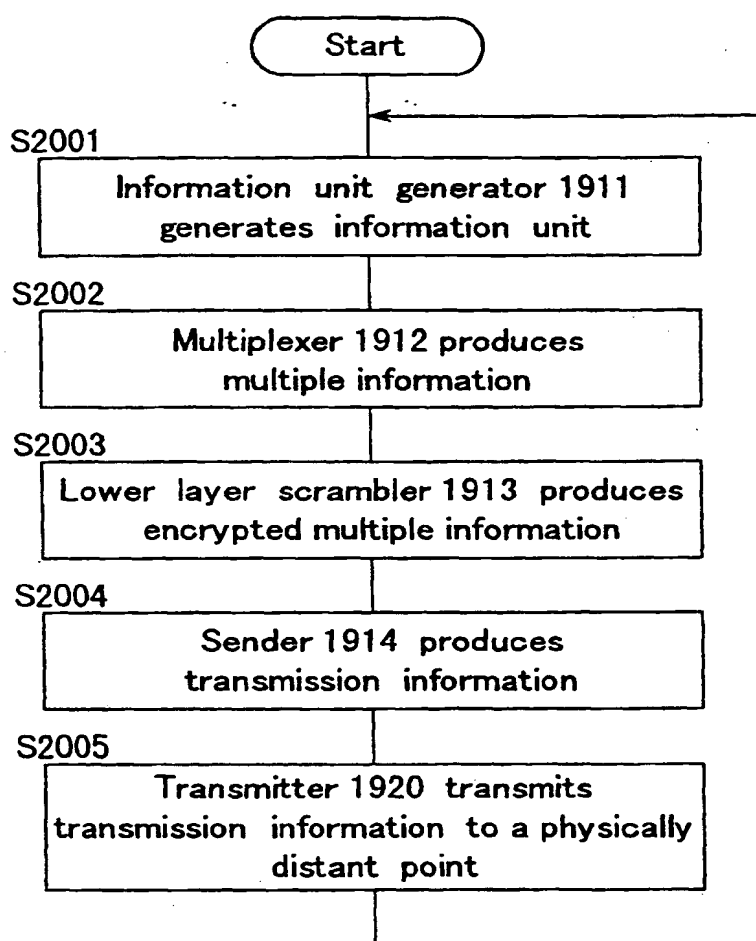 Start
S2001
Information unit generator 1911
generates information unit
S2002
Multiplexer 1912 produces
multiple information
S2003
Lower layer scrambler 1913 produces
encrypted multiple information
S2004
Sender 1914 produces
transmission information
S2005
Transmitter 1920 transmits
transmission information to a physically
distant point